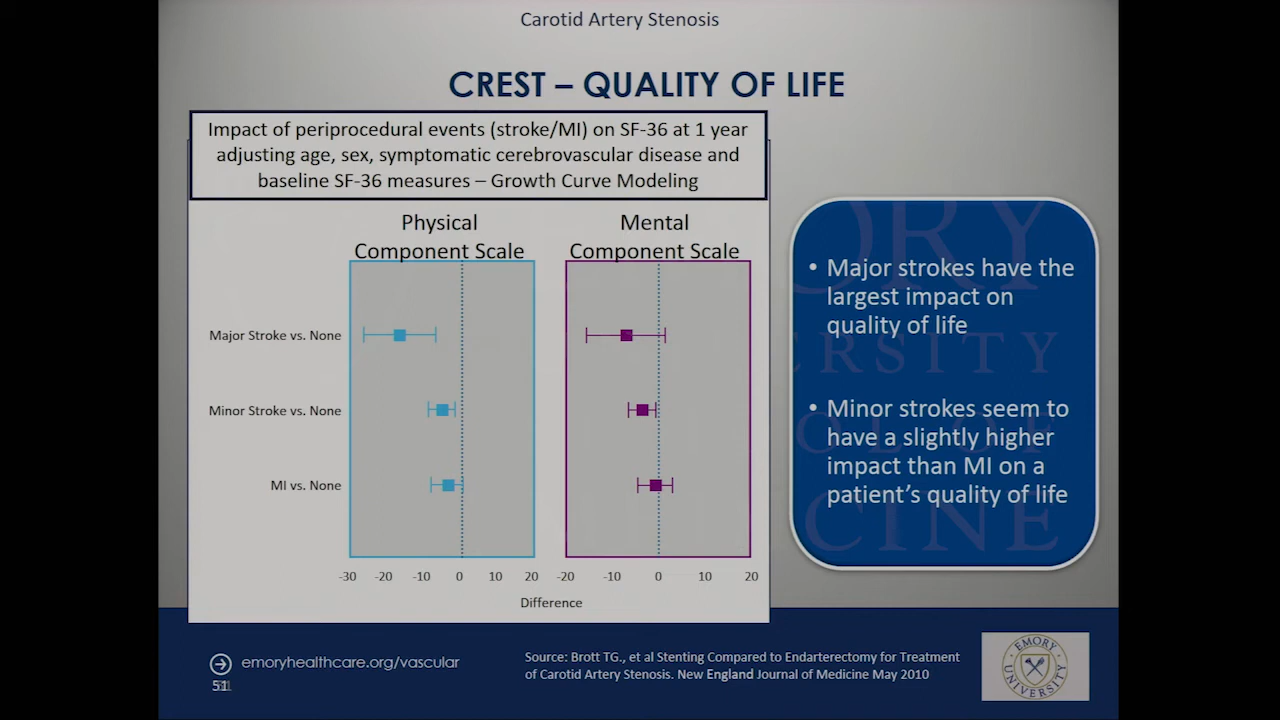 Carotid Artery Stenosis
CREST – QUALITY OF LIFE
Impact of periprocedural events (stroke/MI) on SF-36 at 1 year
adjusting age, sex, symptomatic cerebrovascular disease and
baseline SF-36 measures – Growth Curve Modeling
Physical
Component Scale
Mental
Component Scale
Major Stroke vs. None
Minor Stroke vs. None
MI vs. None
-30 -20 -10 0 10 20
-20 -10 0 10 20
Difference
• Major strokes have the
largest impact on
quality of life
• Minor strokes seem to
have a slightly higher
impact than MI on a
patient's quality of life
emoryhealthcare.org/vascular
Source: Brott TG., et al Stenting Compared to Endarterectomy for Treatment
of Carotid Artery Stenosis. New England Journal of Medicine May 2010
EMORY
UNIVERSITY